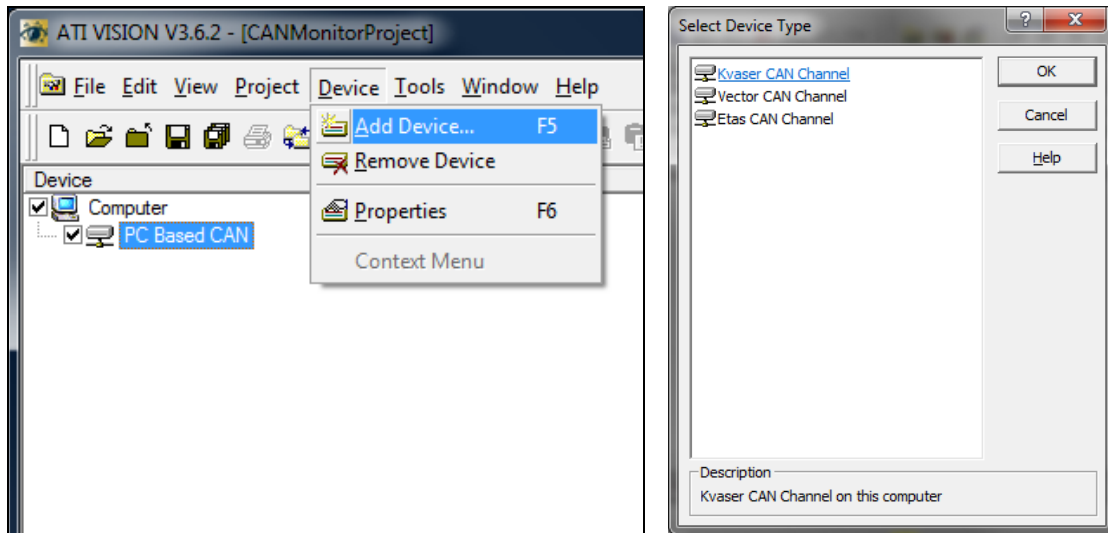 ATI VISION V3.6.2 - [CANMonitorProject]
File Edit View Project Device Tools Window Help
Add Device... F5
Remove Device
Properties F6
Context Menu
Device
Computer
PC Based CAN
Select Device Type
Kvaser CAN Channel
Vector CAN Channel
Etas CAN Channel
OK
Cancel
Help
Description
Kvaser CAN Channel on this computer